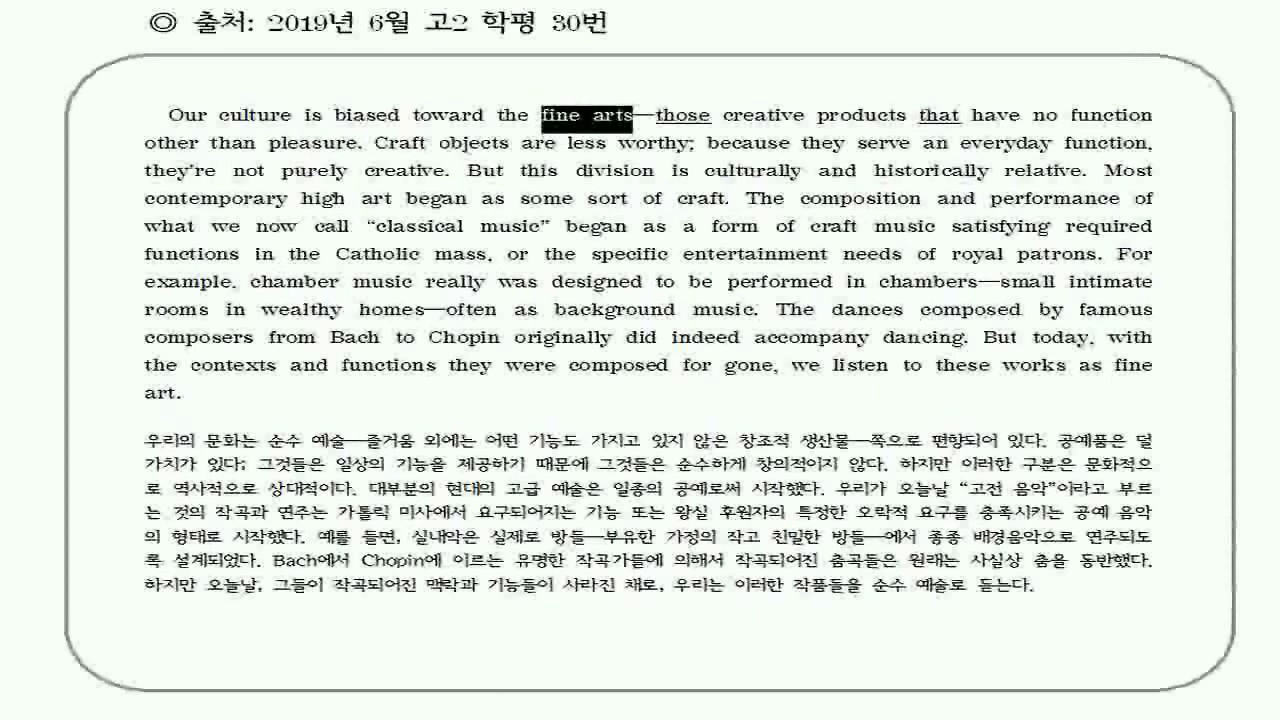 ◎ 출처: 2019년 6월 고2 학평 30번
Our culture is biased toward the fine arts—those creative products that have no function
other than pleasure. Craft objects are less worthy; because they serve an everyday function,
they're not purely creative. But this division is culturally and historically relative. Most
contemporary high art began as some sort of craft. The composition and performance of
what we now call “classical music” began as a form of craft music satisfying required
functions in the Catholic mass, or the specific entertainment needs of royal patrons. For
example, chamber music really was designed to be performed in chambers—small intimate
rooms in wealthy homes—often as background music. The dances composed by famous
composers from Bach to Chopin originally did indeed accompany dancing. But today, with
the contexts and functions they were composed for gone, we listen to these works as fine
art.
우리의 문화는 순수 예술—즐거움 외에는 어떤 기능도 가지고 있지 않은 창조적 생산물—쪽으로 편향되어 있다. 공예품은 덜
가치가 있다; 그것들은 일상의 기능을 제공하기 때문에 그것들은 순수하게 창의적이지 않다. 하지만 이러한 구분은 문화적으
로 역사적으로 상대적이다. 대부분의 현대의 고급 예술은 일종의 공예로써 시작했다. 우리가 오늘날 “고전 음악”이라고 부르
는 것의 작곡과 연주는 가톨릭 미사에서 요구되어지는 기능 또는 왕실 후원자의 특정한 오락적 요구를 충족시키는 공예 음악
의 형태로 시작했다. 예를 들면, 실내악은 실제로 방들—부유한 가정의 작고 친밀한 방들—에서 종종 배경음악으로 연주되도
록 설계되었다. Bach에서 Chopin에 이르는 유명한 작곡가들에 의해서 작곡되어진 춤곡들은 원래는 사실상 춤을 동반했다.
하지만 오늘날, 그들이 작곡되어진 맥락과 기능들이 사라진 채로, 우리는 이러한 작품들을 순수 예술로 듣는다.